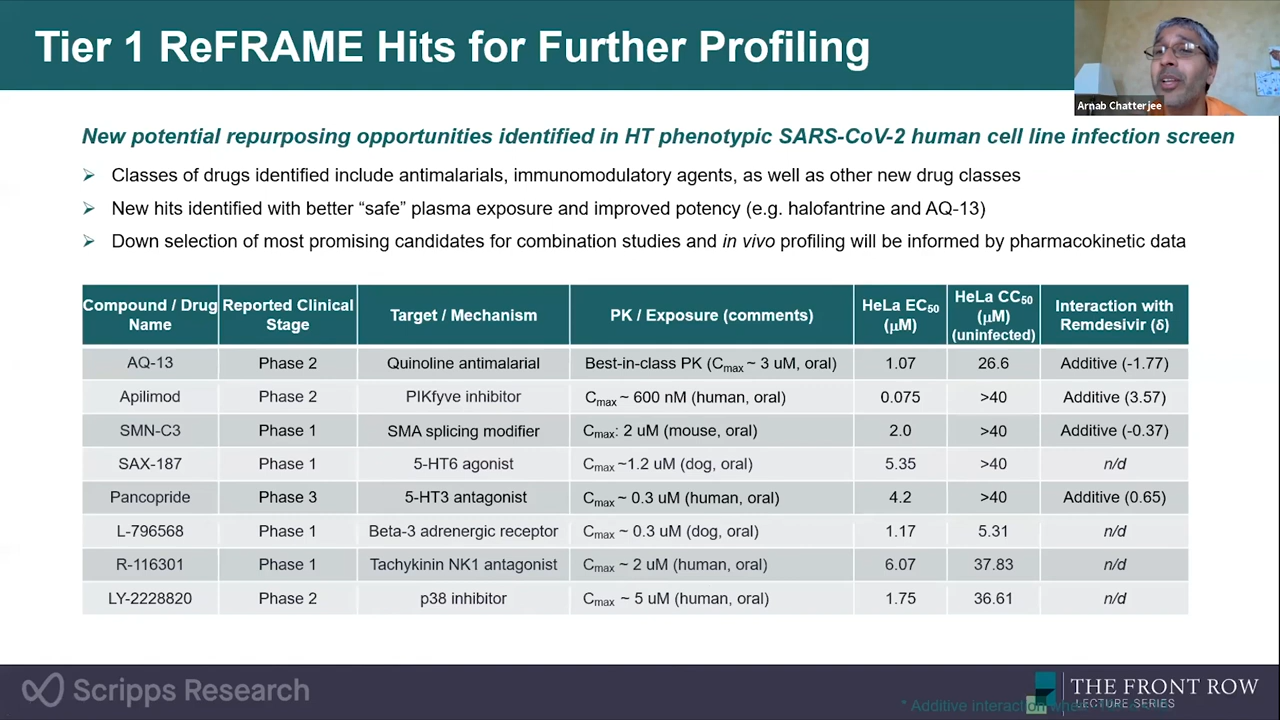 Tier 1 ReFRAME Hits for Further Profiling
Arnab Chatterjee
New potential repurposing opportunities identified in HT phenotypic SARS-CoV-2 human cell line infection screen
➢ Classes of drugs identified include antimalarials, immunomodulatory agents, as well as other new drug classes
➢ New hits identified with better “safe” plasma exposure and improved potency (e.g. halofantrine and AQ-13)
➢ Down selection of most promising candidates for combination studies and in vivo profiling will be informed by pharmacokinetic data
Compound / Drug Name | Reported Clinical Stage | Target / Mechanism | PK / Exposure (comments) | HeLa EC50 (µM) | HeLa CC50 (µM) (uninfected) | Interaction with Remdesivir (δ)
AQ-13 | Phase 2 | Quinoline antimalarial | Best-in-class PK (Cmax ~ 3 uM, oral) | 1.07 | 26.6 | Additive (-1.77)
Apilimod | Phase 2 | PIKfyve inhibitor | Cmax ~ 600 nM (human, oral) | 0.075 | >40 | Additive (3.57)
SMN-C3 | Phase 1 | SMA splicing modifier | Cmax: 2 uM (mouse, oral) | 2.0 | >40 | Additive (-0.37)
SAX-187 | Phase 1 | 5-HT6 agonist | Cmax ~1.2 uM (dog, oral) | 5.35 | >40 | n/d
Pancopride | Phase 3 | 5-HT3 antagonist | Cmax ~ 0.3 uM (human, oral) | 4.2 | >40 | Additive (0.65)
L-796568 | Phase 1 | Beta-3 adrenergic receptor | Cmax ~ 0.3 uM (dog, oral) | 1.17 | 5.31 | n/d
R-116301 | Phase 1 | Tachykinin NK1 antagonist | Cmax ~ 2 uM (human, oral) | 6.07 | 37.83 | n/d
LY-2228820 | Phase 2 | p38 inhibitor | Cmax ~ 5 uM (human, oral) | 1.75 | 36.61 | n/d
Scripps Research
THE FRONT ROW
LECTURE SERIES
* Additive interaction